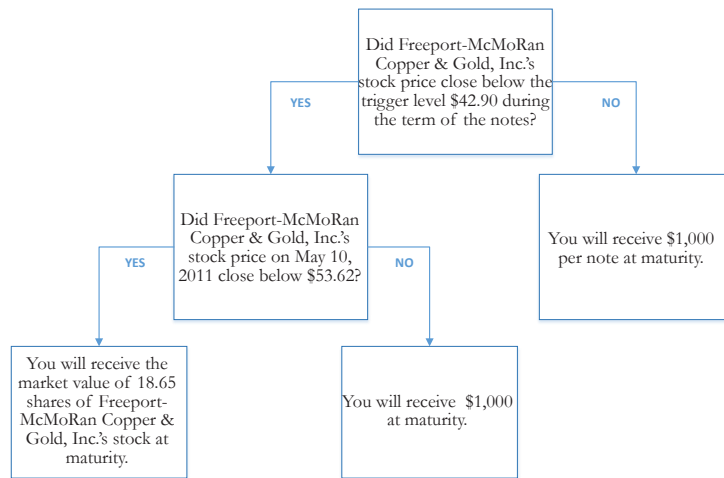 Did Freeport-McMoRan
Copper & Gold, Inc.'s
stock price close below the
trigger level $42.90 during
the term of the notes?
YES
NO
Did Freeport-McMoRan
Copper & Gold, Inc.'s
stock price on May 10,
2011 close below $53.62?
You will receive $1,000
per note at maturity.
YES
NO
You will receive the
market value of 18.65
shares of Freeport-
McMoRan Copper &
Gold, Inc.'s stock at
maturity.
You will receive $1,000
at maturity.